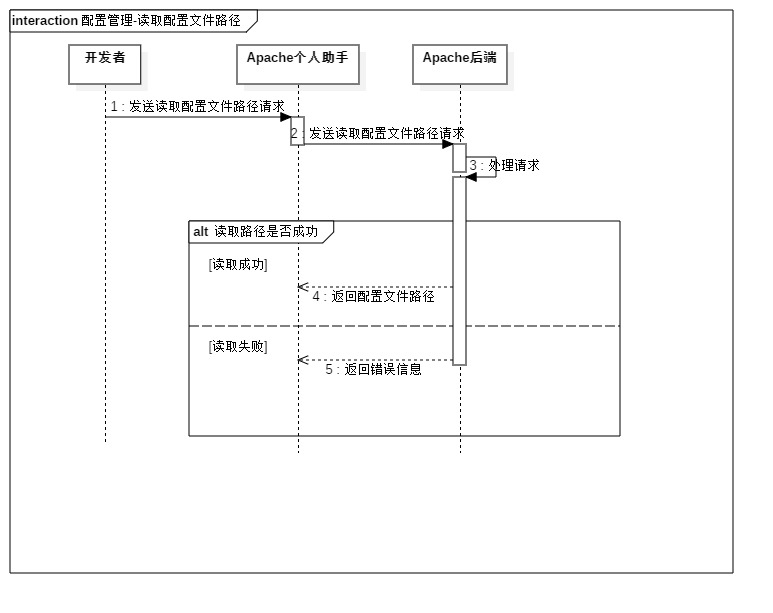 interaction 配置管理-读取配置文件路径
开发者
Apache个人助手
Apache后端
1 : 发送读取配置文件路径请求
2 : 发送读取配置文件路径请求
3 : 处理请求
alt 读取路径是否成功
[读取成功]
4 : 返回配置文件路径
[读取失败]
5 : 返回错误信息